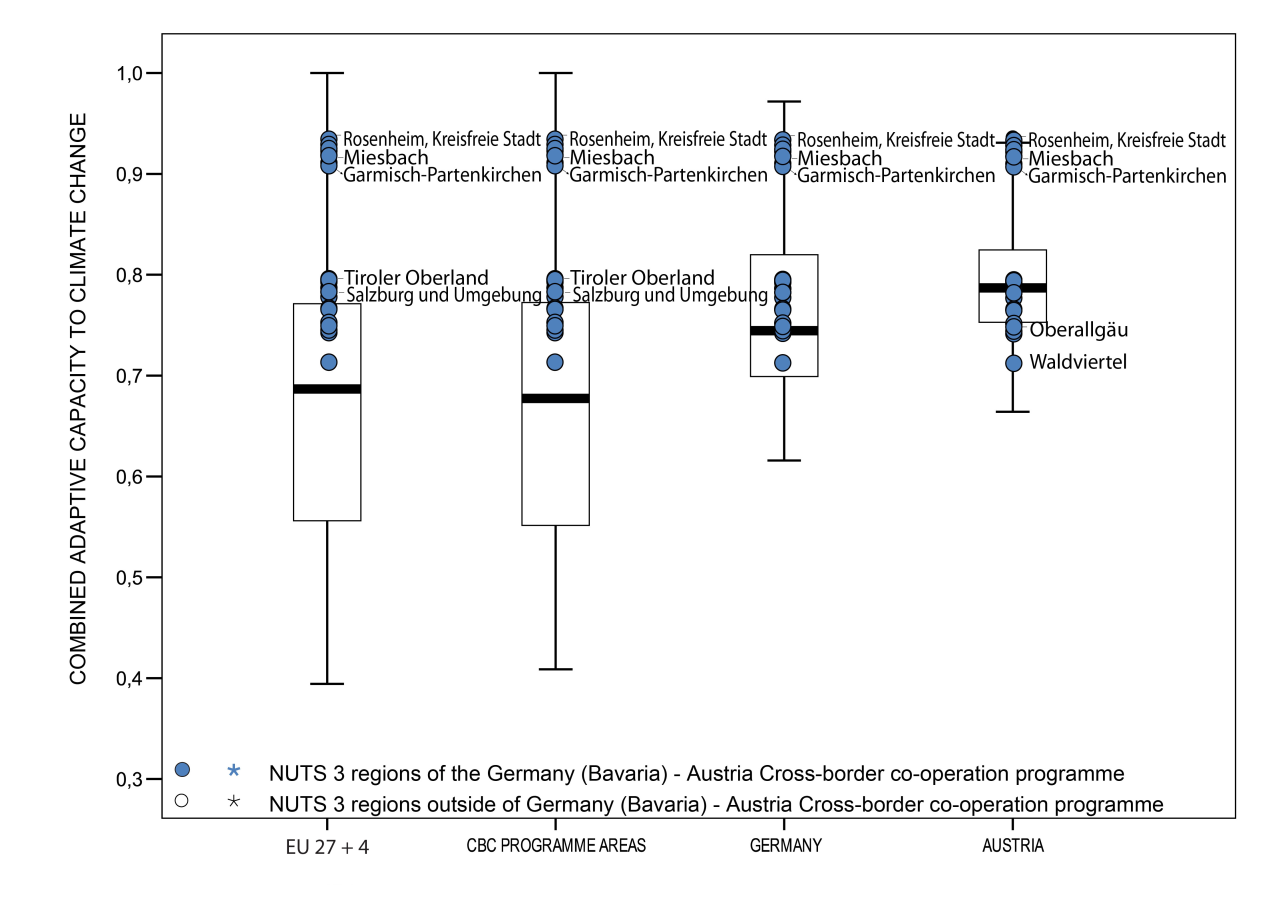 COMBINED ADAPTIVE CAPACITY TO CLIMATE CHANGE
1,0
0,9
0,8
0,7
0,6
0,5
0,4
0,3
Rosenheim, Kreisfreie Stadt
Miesbach
Garmisch-Partenkirchen
Tiroler Oberland
Salzburg und Umgebung
Rosenheim, Kreisfreie Stadt
Miesbach
Garmisch-Partenkirchen
Tiroler Oberland
Salzburg und Umgebung
Rosenheim, Kreisfreie Stadt
Miesbach
Garmisch-Partenkirchen
Rosenheim, Kreisfreie Stadt
Miesbach
Garmisch-Partenkirchen
Oberallgäu
Waldviertel
* NUTS 3 regions of the Germany (Bavaria) - Austria Cross-border co-operation programme
* NUTS 3 regions outside of Germany (Bavaria) - Austria Cross-border co-operation programme
EU 27 + 4
CBC PROGRAMME AREAS
GERMANY
AUSTRIA